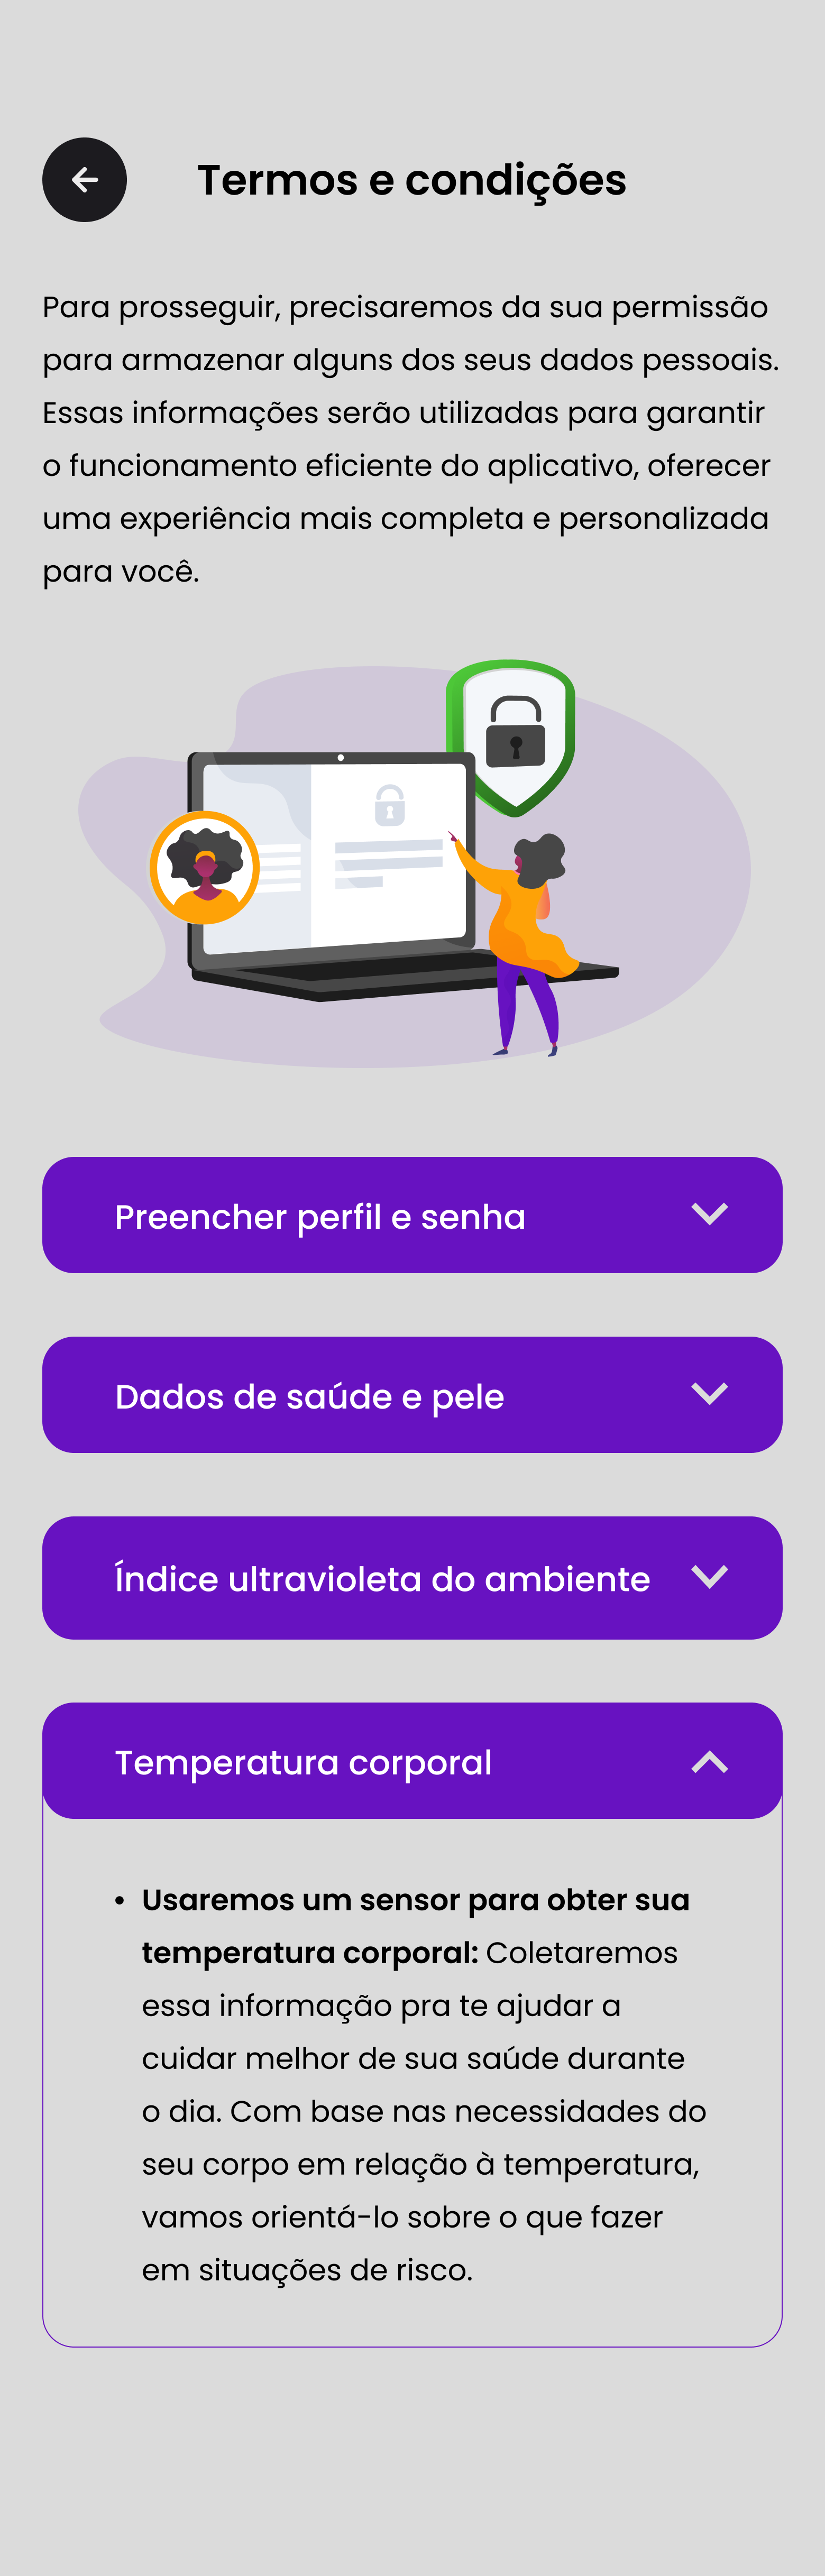 Termos e condições
Para prosseguir, precisaremos da sua permissão
para armazenar alguns dos seus dados pessoais.
Essas informações serão utilizadas para garantir
o funcionamento eficiente do aplicativo, oferecer
uma experiência mais completa e personalizada
para você.
Preencher perfil e senha
Dados de saúde e pele
Índice ultravioleta do ambiente
Temperatura corporal
• Usaremos um sensor para obter sua
temperatura corporal: Coletaremos
essa informação pra te ajudar a
cuidar melhor de sua saúde durante
o dia. Com base nas necessidades do
seu corpo em relação à temperatura,
vamos orientá-lo sobre o que fazer
em situações de risco.